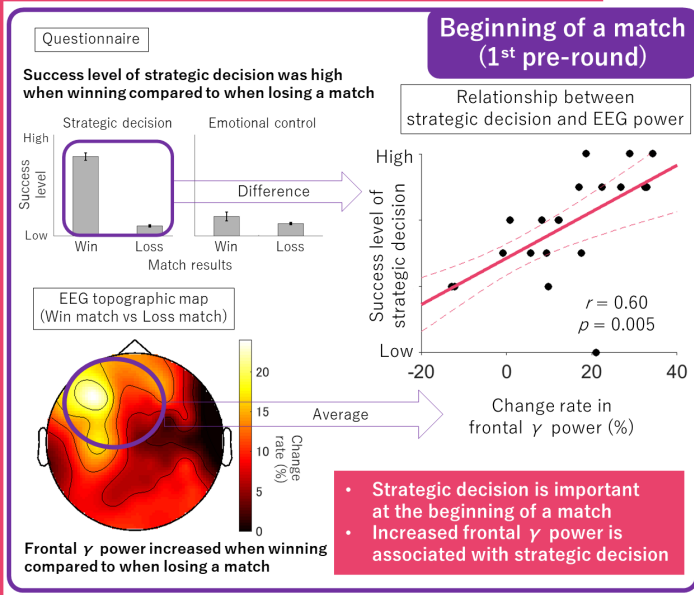 Beginning of a match
(1st pre-round)
Questionnaire
Success level of strategic decision was high
when winning compared to when losing a match
Strategic decision
Emotional control
High
Success
level
Low
Win
Loss
Win
Loss
Match results
Difference
Relationship between
strategic decision and EEG power
High
Success level of
strategic decision
Low
r = 0.60
p = 0.005
-20
0
20
40
Change rate in
frontal γ power (%)
EEG topographic map
(Win match vs Loss match)
20
15
10
5
0
Change
rate (%)
Average
Frontal γ power increased when winning
compared to when losing a match
• Strategic decision is important
at the beginning of a match
• Increased frontal γ power is
associated with strategic decision